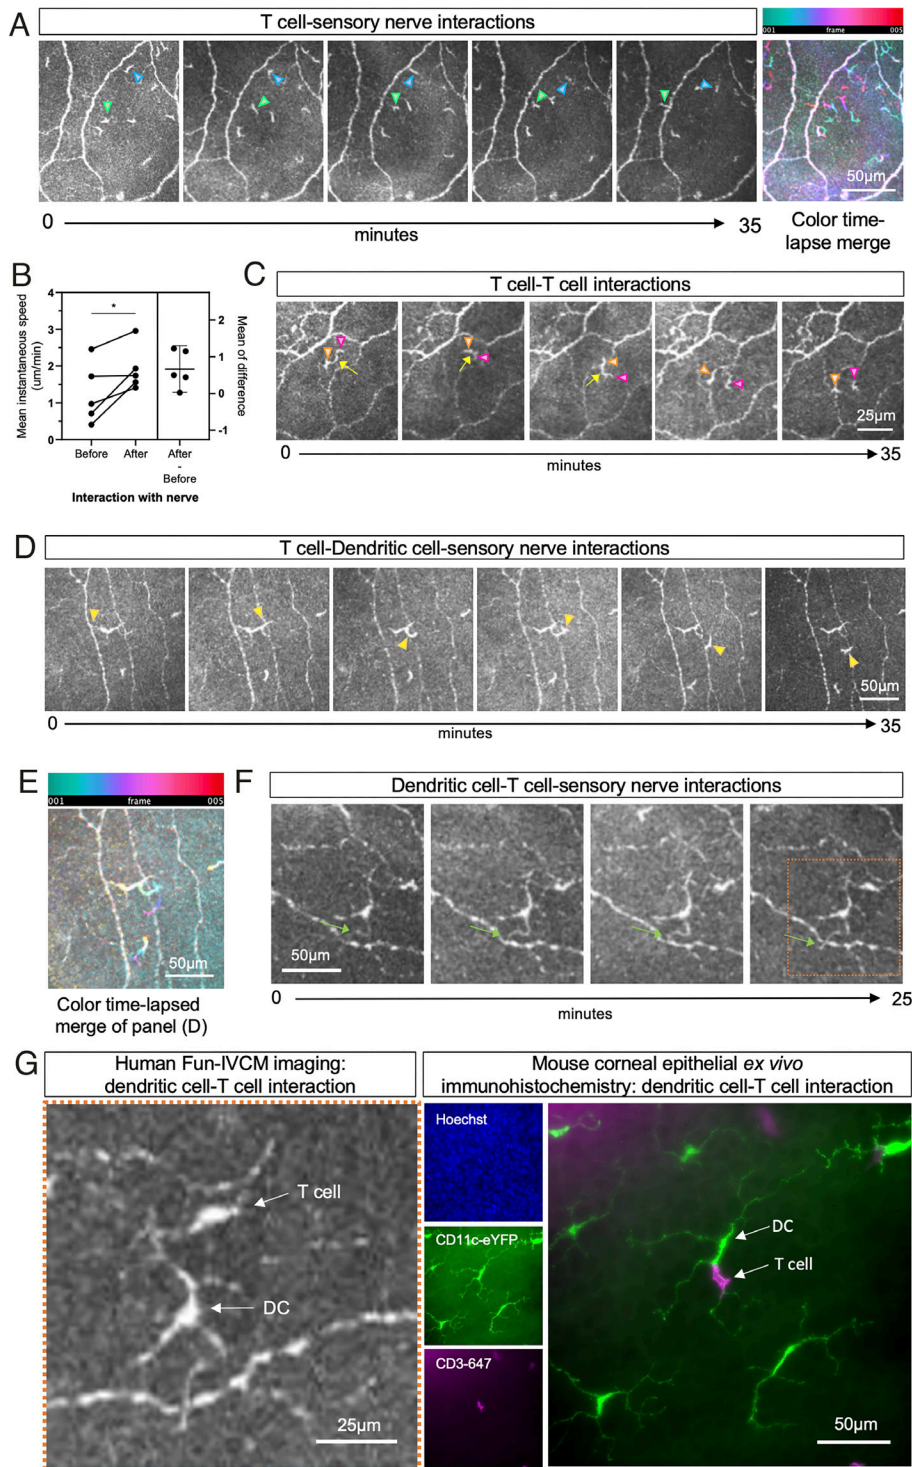 A
T cell-sensory nerve interactions
001 frame 005
50µm
0 35
minutes
Color time-
lapse merge
B
Mean instantaneous speed
(um/min)
4
3
2
1
0
2
1
0
-1
Mean of difference
Before After After
-
Before
Interaction with nerve
C
T cell-T cell interactions
25µm
0 35
minutes
D
T cell-Dendritic cell-sensory nerve interactions
50µm
0 35
minutes
E
001 frame 005
50µm
Color time-lapsed
merge of panel (D)
F
Dendritic cell-T cell-sensory nerve interactions
50µm
0 25
minutes
G
Human Fun-IVCM imaging:
dendritic cell-T cell interaction
T cell
DC
25µm
Mouse corneal epithelial ex vivo
immunohistochemistry: dendritic cell-T cell interaction
Hoechst
CD11c-eYFP
CD3-647
DC
T cell
50µm